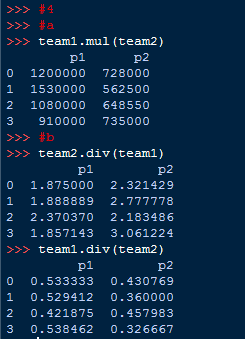 >>> #4
>>> #a
>>> team1.mul(team2)
        p1      p2
0  1200000  728000
1  1530000  562500
2  1080000  648550
3   910000  735000
>>> #b
>>> team2.div(team1)
         p1        p2
0  1.875000  2.321429
1  1.888889  2.777778
2  2.370370  2.183486
3  1.857143  3.061224
>>> team1.div(team2)
         p1        p2
0  0.533333  0.430769
1  0.529412  0.360000
2  0.421875  0.457983
3  0.538462  0.326667